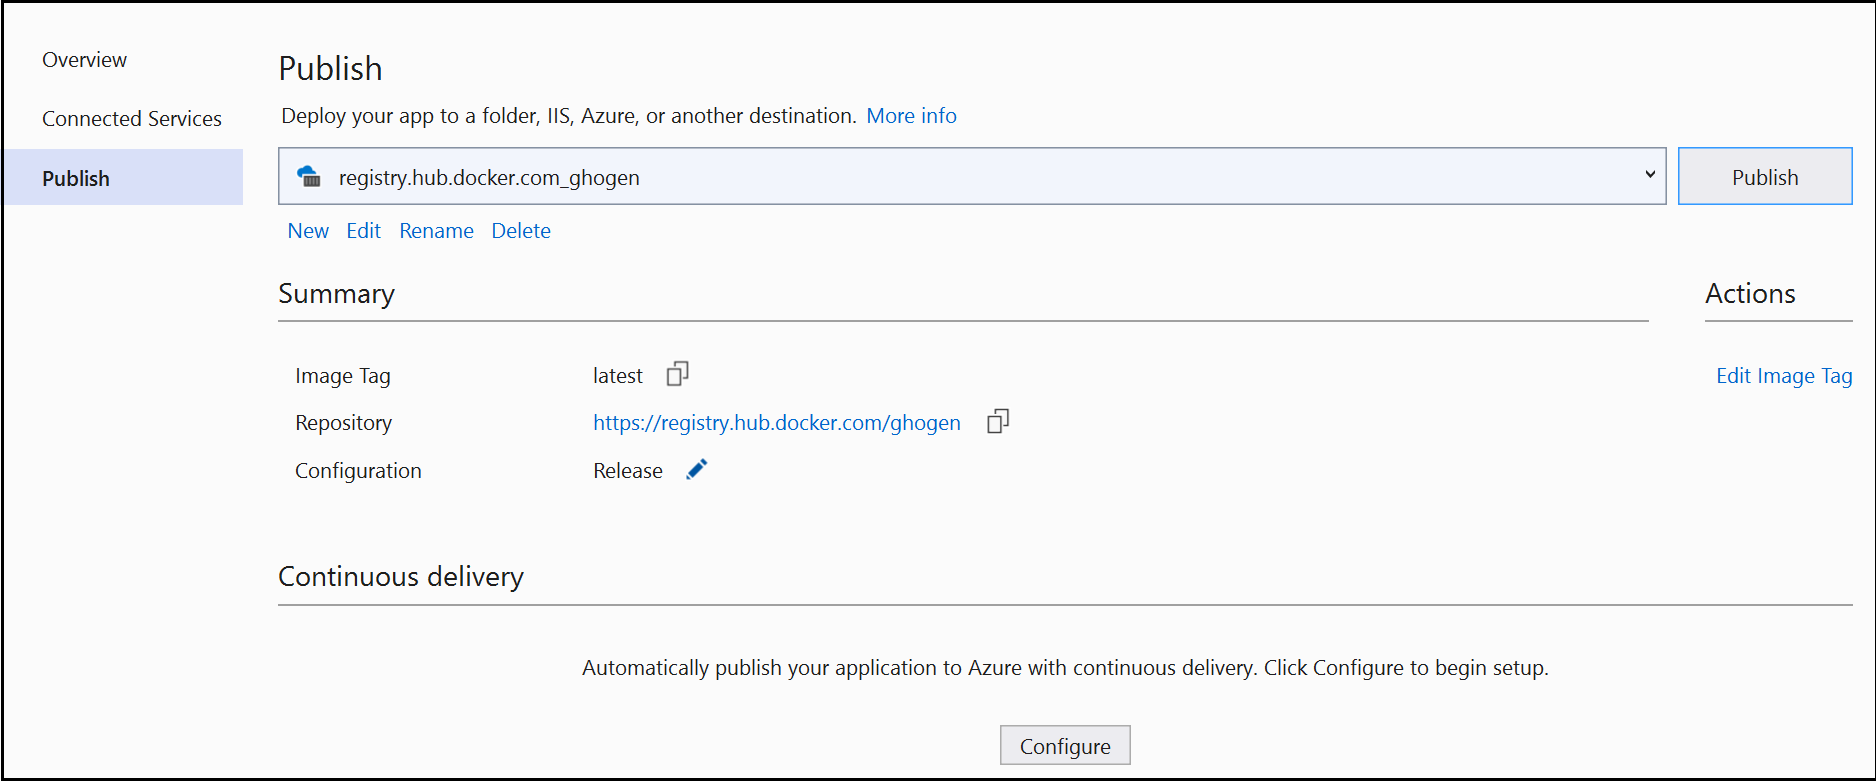 Overview
Connected Services
Publish
Publish
Deploy your app to a folder, IIS, Azure, or another destination. More info
registry.hub.docker.com_ghogen
Publish
New Edit Rename Delete
Summary
Actions
Image Tag latest
Edit Image Tag
Repository https://registry.hub.docker.com/ghogen
Configuration Release
Continuous delivery
Automatically publish your application to Azure with continuous delivery. Click Configure to begin setup.
Configure